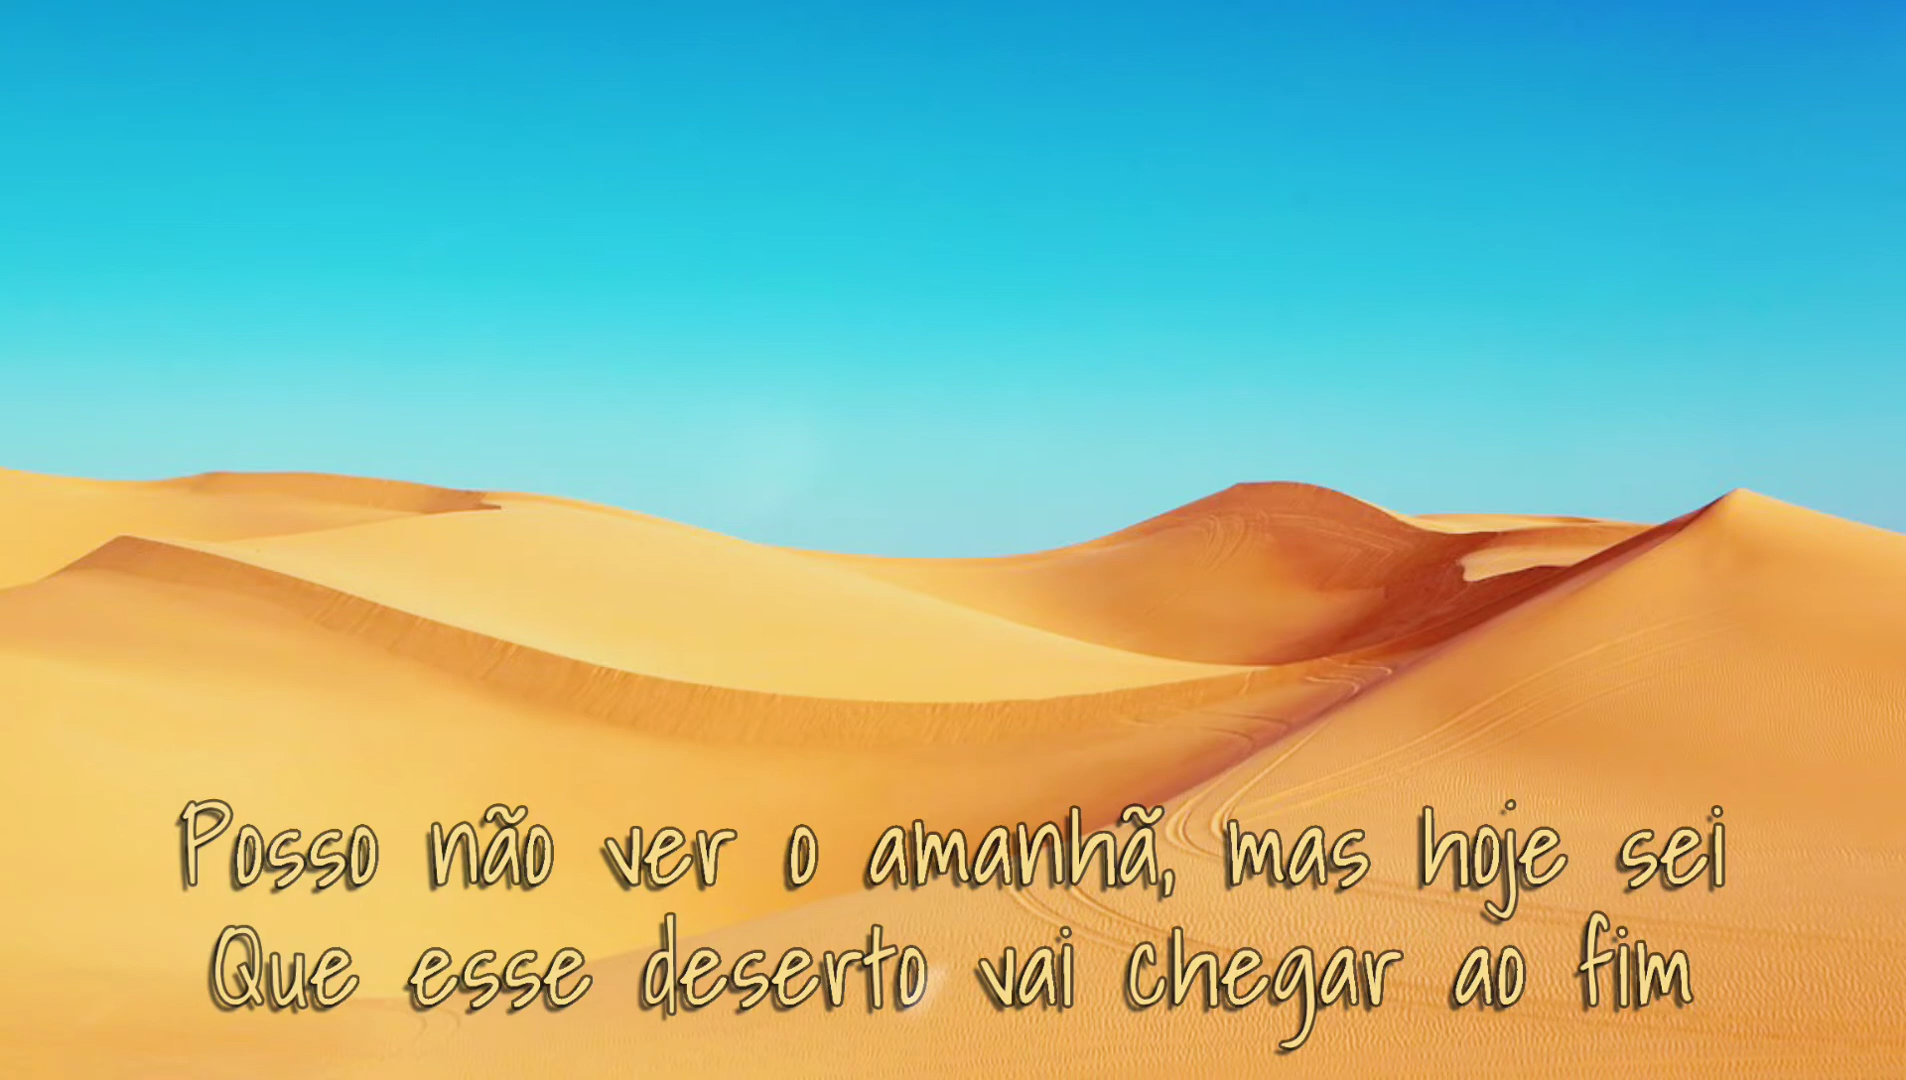 Posso não ver o amanhã, mas hoje sei
Que esse deserto vai chegar ao fim